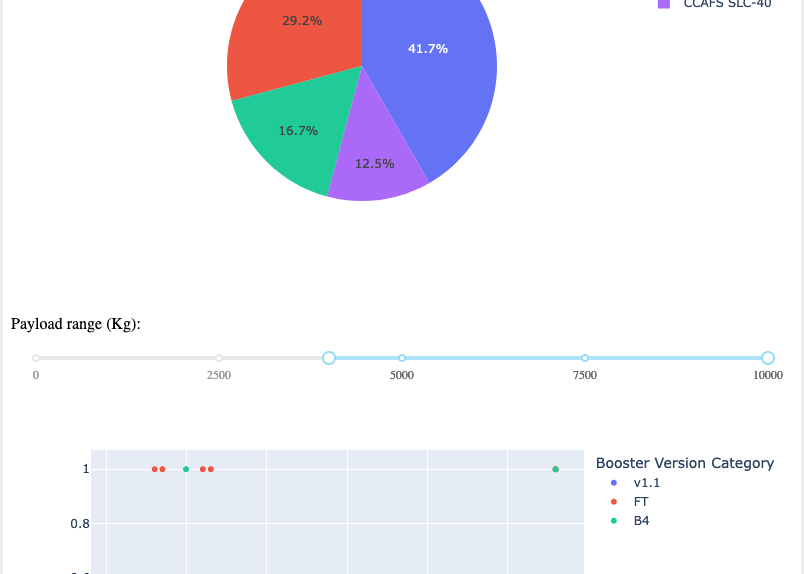 CCAFS SLC-40
29.2%
41.7%
16.7%
12.5%
Payload range (Kg):
0 2500 5000 7500 10000
Booster Version Category
1
v1.1
FT
0.8
B4